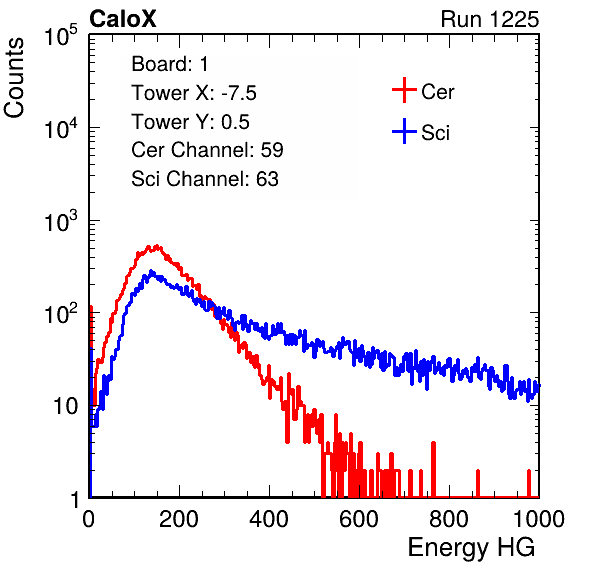 CaloX Run 1225
Counts
Board: 1
Tower X: -7.5
Tower Y: 0.5
Cer Channel: 59
Sci Channel: 63
Cer
Sci
10^5
10^4
10^3
10^2
10
1
0 200 400 600 800 1000
Energy HG